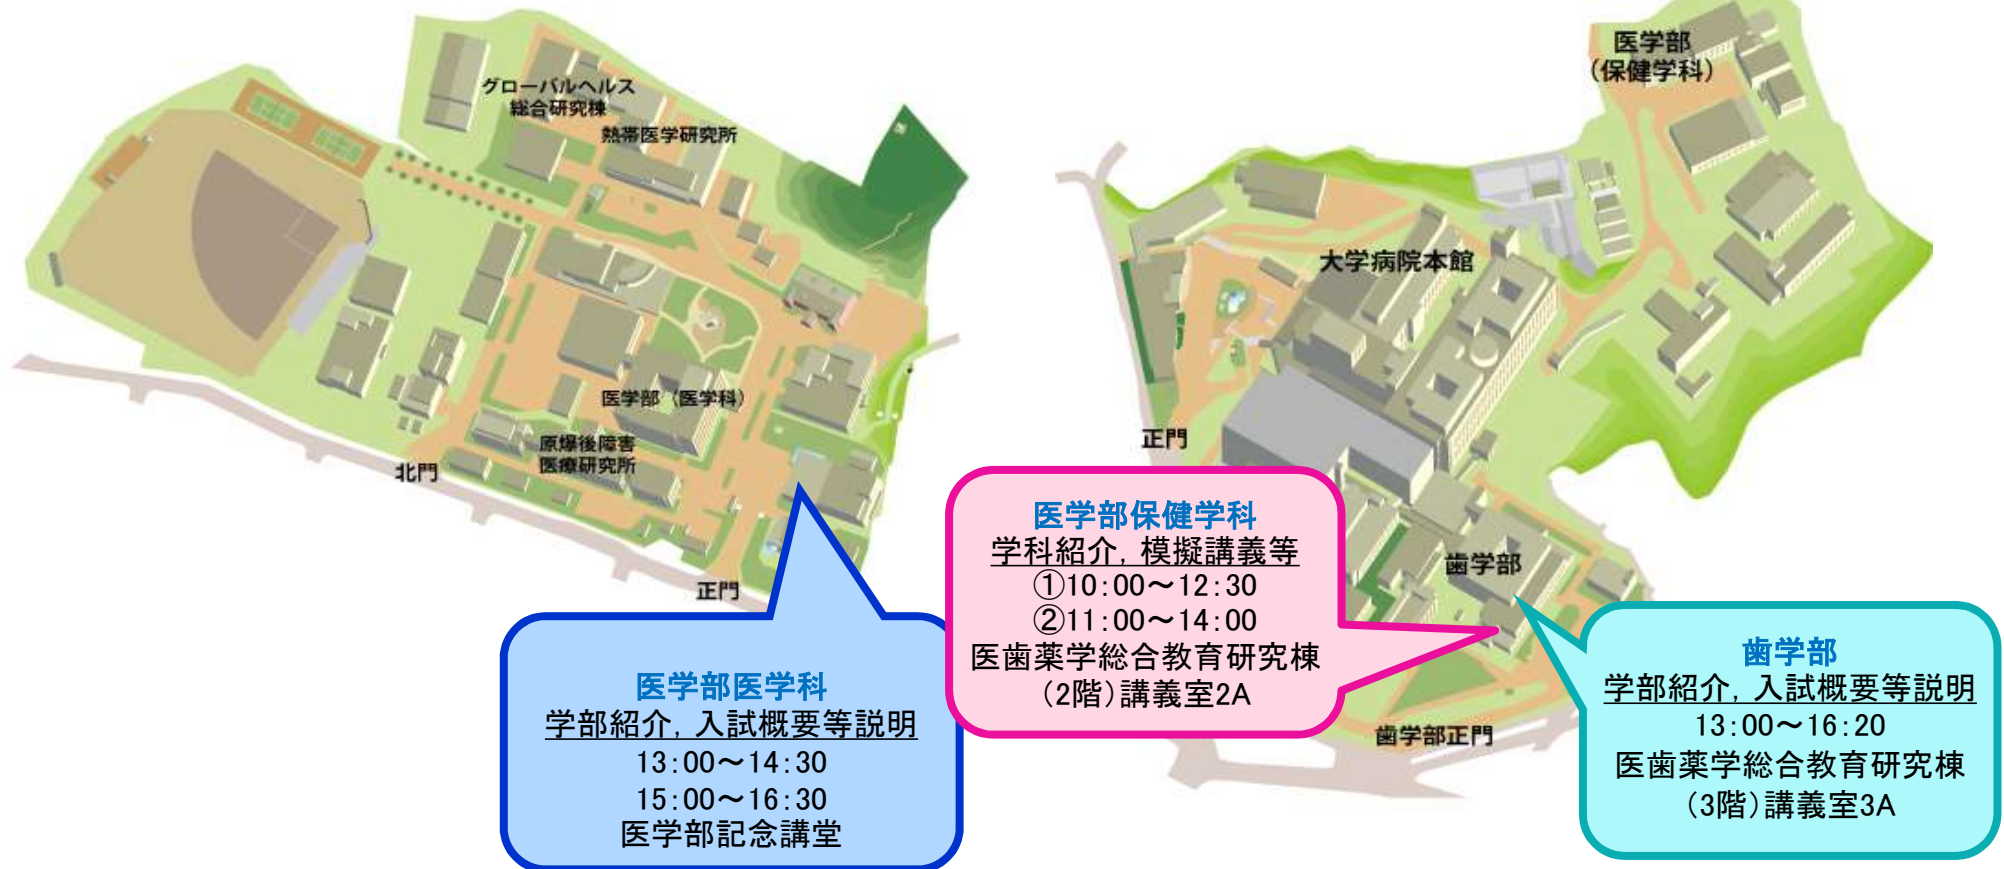 グローバルヘルス
総合研究棟
熱帯医学研究所
医学部（医学科）
原爆後障害
医療研究所
北門
正門
医学部医学科
学部紹介, 入試概要等説明
13:00～14:30
15:00～16:30
医学部記念講堂
医学部
（保健学科）
大学病院本館
正門
医学部保健学科
学科紹介, 模擬講義等
①10:00～12:30
②11:00～14:00
医歯薬学総合教育研究棟
（2階）講義室2A
歯学部
歯学部正門
歯学部
学部紹介, 入試概要等説明
13:00～16:20
医歯薬学総合教育研究棟
（3階）講義室3A